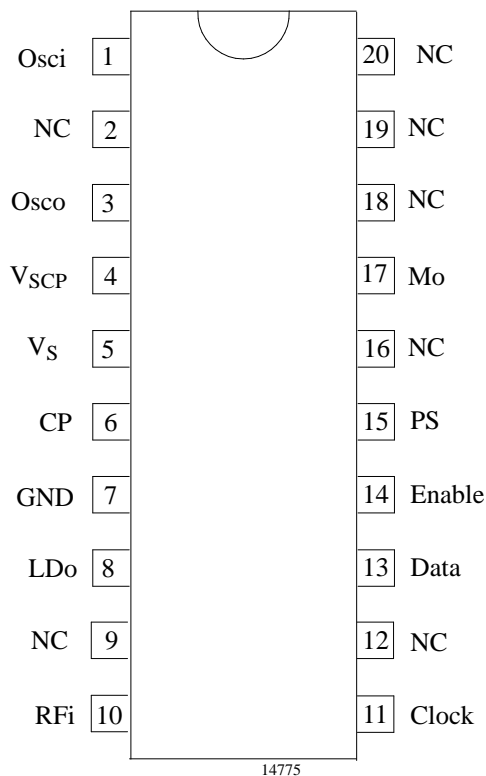 Osci 1 20 NC
NC 2 19 NC
Osco 3 18 NC
VSCP 4 17 Mo
VS 5 16 NC
CP 6 15 PS
GND 7 14 Enable
LDo 8 13 Data
NC 9 12 NC
RFi 10 11 Clock
14775